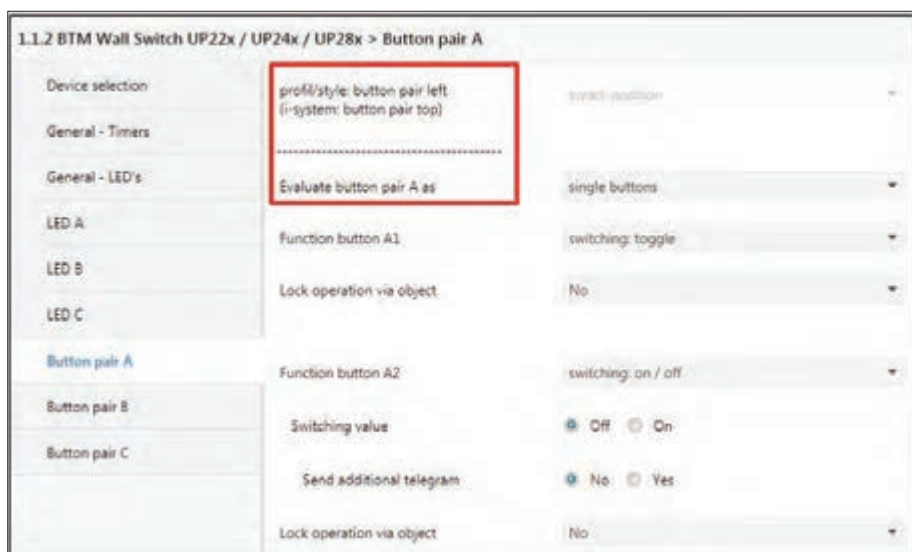 1.1.2 BTM Wall Switch UP22x / UP24x / UP28x > Button pair A
Device selection
General - Timers
General - LED's
LED A
LED B
LED C
Button pair A
Button pair B
Button pair C
profil/style: button pair left
(i-system: button pair top)
----------------------------------------
Evaluate button pair A as
single buttons
Function button A1
switching: toggle
Lock operation via object
No
Function button A2
switching: on / off
Switching value
Off On
Send additional telegram
No Yes
Lock operation via object
No